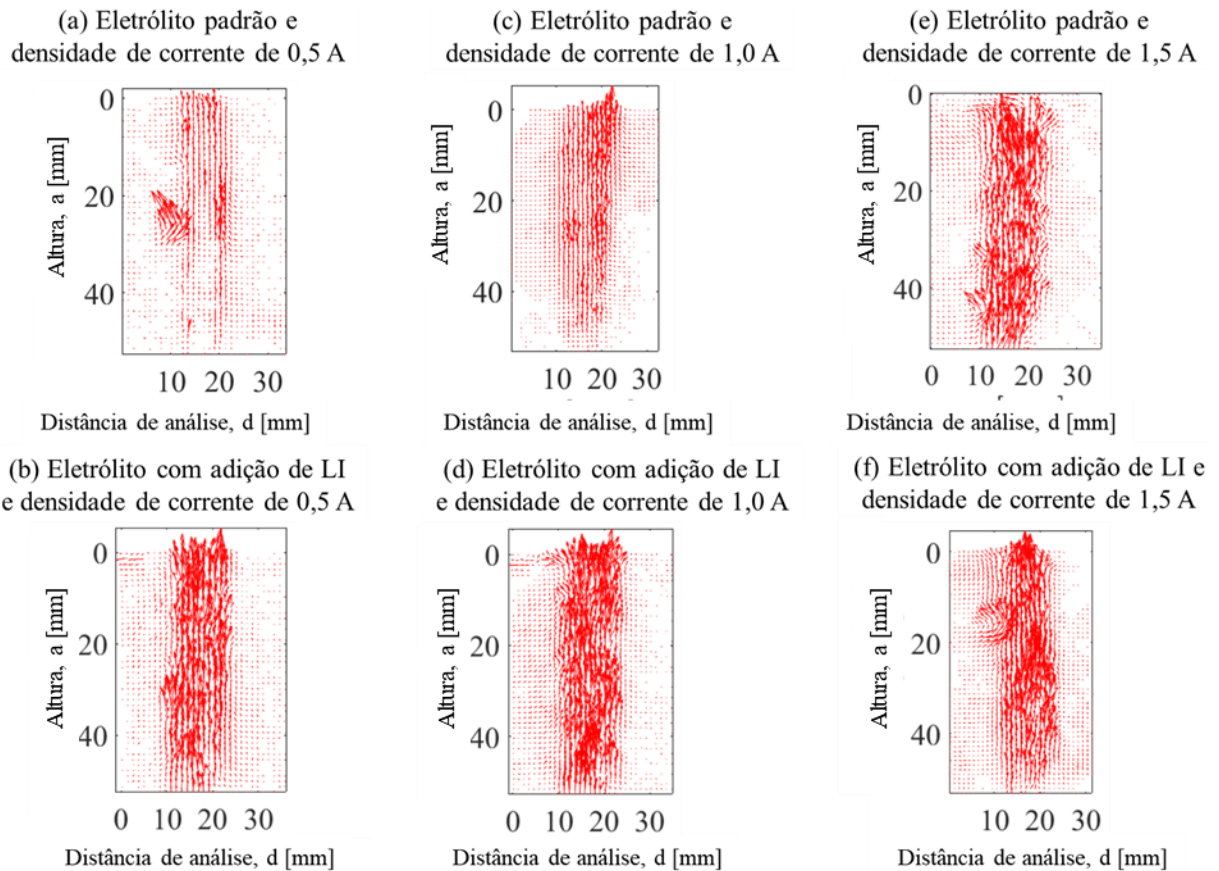 (a) Eletrólito padrão e
densidade de corrente de 0,5 A
0
20
40
Altura, a [mm]
10 20 30
Distância de análise, d [mm]
(c) Eletrólito padrão e
densidade de corrente de 1,0 A
0
20
40
Altura, a [mm]
10 20 30
Distância de análise, d [mm]
(e) Eletrólito padrão e
densidade de corrente de 1,5 A
0
20
40
Altura, a [mm]
0 10 20 30
Distância de análise, d [mm]
(b) Eletrólito com adição de LI
e densidade de corrente de 0,5 A
0
20
40
Altura, a [mm]
0 10 20 30
Distância de análise, d [mm]
(d) Eletrólito com adição de LI
e densidade de corrente de 1,0 A
0
20
40
Altura, a [mm]
0 10 20 30
Distância de análise, d [mm]
(f) Eletrólito com adição de LI e
densidade de corrente de 1,5 A
0
20
40
Altura, a [mm]
10 20 30
Distância de análise, d [mm]